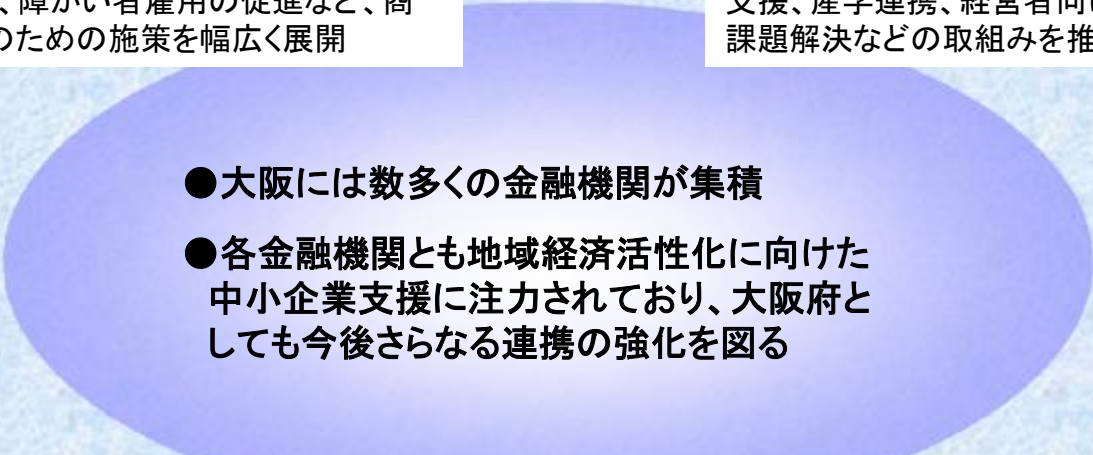 、障がい者雇用の促進など、商
のための施策を幅広く展開
支援、産学連携、経営者向け
課題解決などの取組みを推
●大阪には数多くの金融機関が集積
●各金融機関とも地域経済活性化に向けた
中小企業支援に注力されており、大阪府と
しても今後さらなる連携の強化を図る